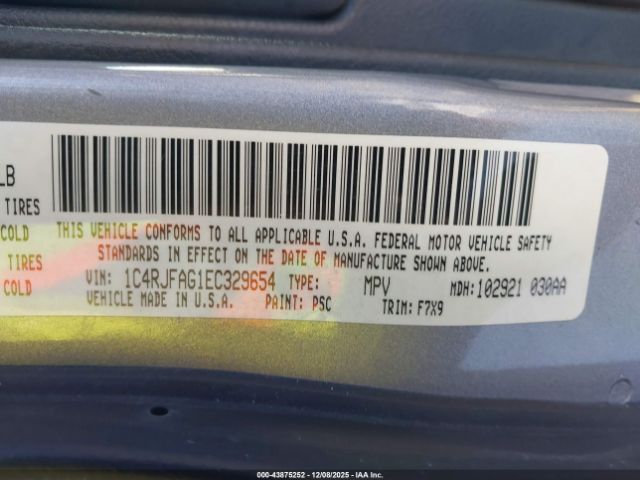 LB
TIRES
COLD
TIRES
COLD
THIS VEHICLE CONFORMS TO ALL APPLICABLE U.S.A. FEDERAL MOTOR VEHICLE SAFETY
STANDARDS IN EFFECT ON THE DATE OF MANUFACTURE SHOWN ABOVE.
VIN: 1C4RJFAG1EC329654 TYPE: MPV MDH:102921 030AA
VEHICLE MADE IN U.S.A. PAINT: PSC TRIM: F7X9
© 00-43875252 | 12/08/2025 - IAA Inc.